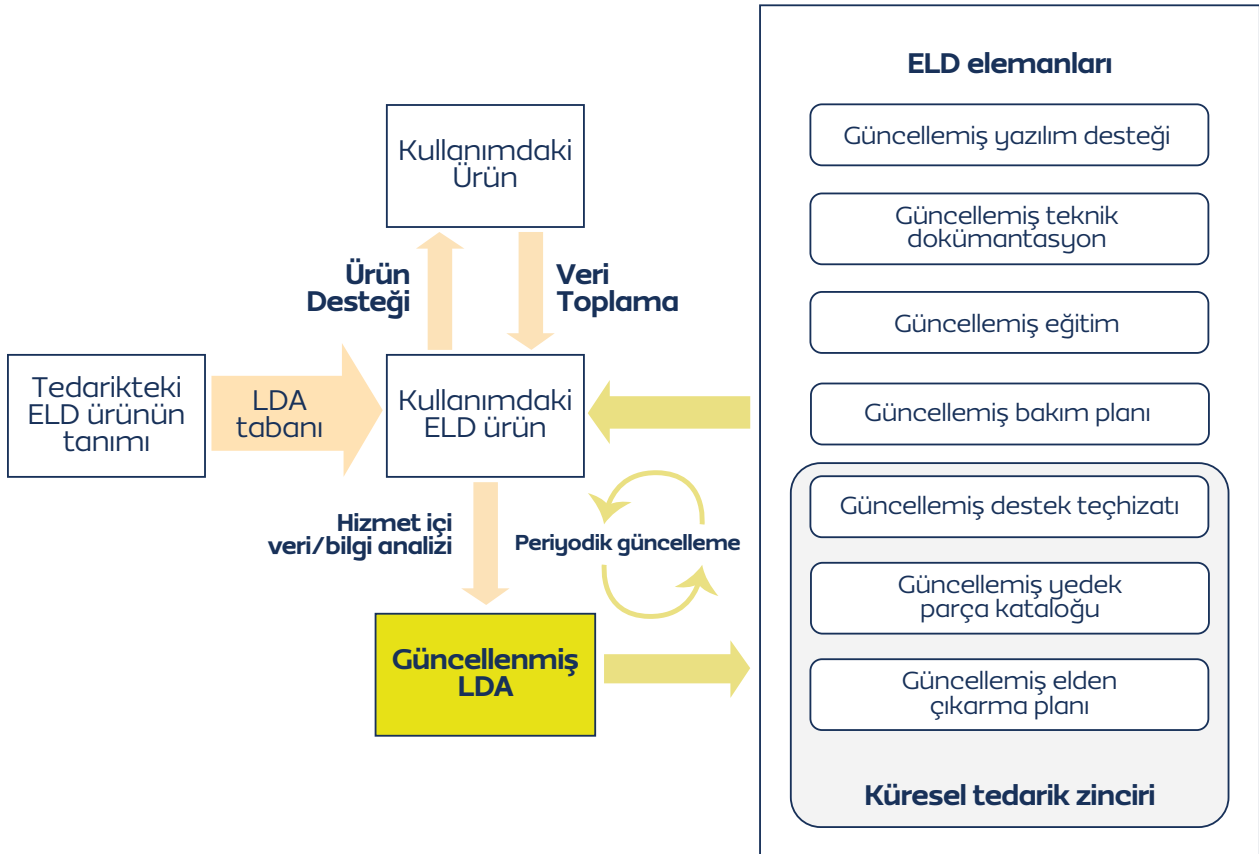 Kullanımdaki
Ürün
Ürün
Desteği
Veri
Toplama
Tedarikteki
ELD ürünün
tanımı
LDA
tabanı
Kullanımdaki
ELD ürün
Hizmet içi
veri/bilgi analizi
Periyodik güncelleme
Güncellenmiş
LDA
ELD elemanları
Güncellemiş yazılım desteği
Güncellemiş teknik
dokümantasyon
Güncellemiş eğitim
Güncellemiş bakım planı
Güncellemiş destek teçhizatı
Güncellemiş yedek
parça kataloğu
Güncellemiş elden
çıkarma planı
Küresel tedarik zinciri